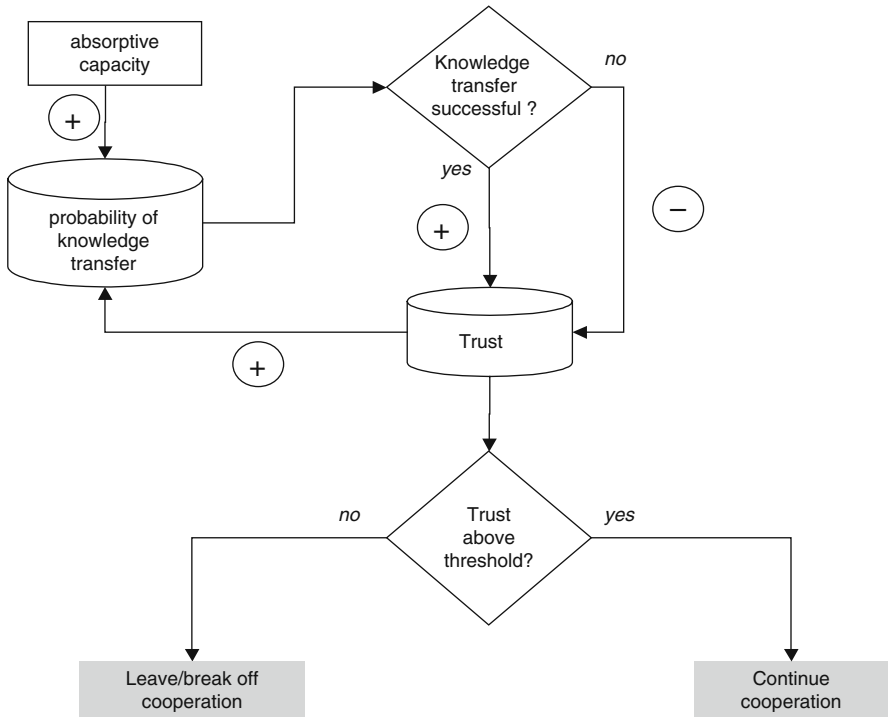 absorptive
capacity
+
probability of
knowledge
transfer
Knowledge
transfer
successful ?
no
yes
+
−
Trust
+
Trust
above
threshold?
no
yes
Leave/break off
cooperation
Continue
cooperation